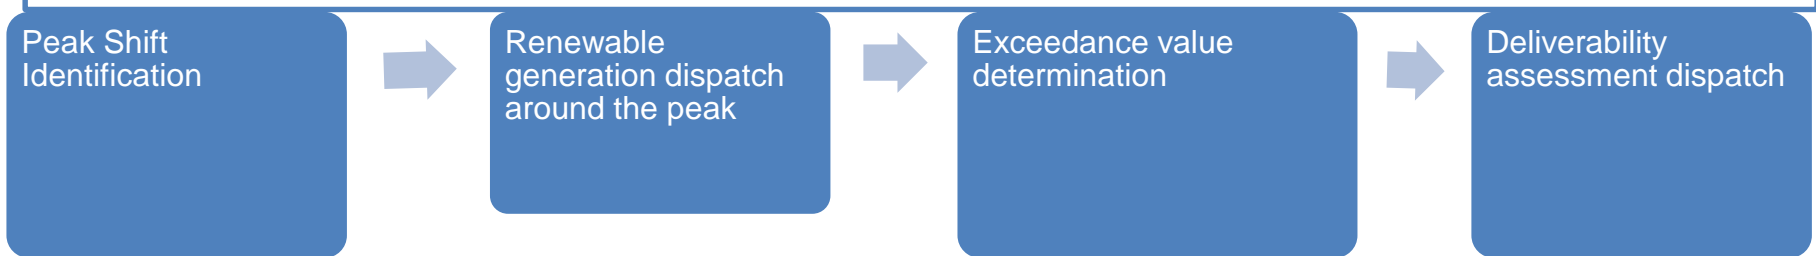 Peak Shift
Identification
Renewable
generation dispatch
around the peak
Exceedance value
determination
Deliverability
assessment dispatch